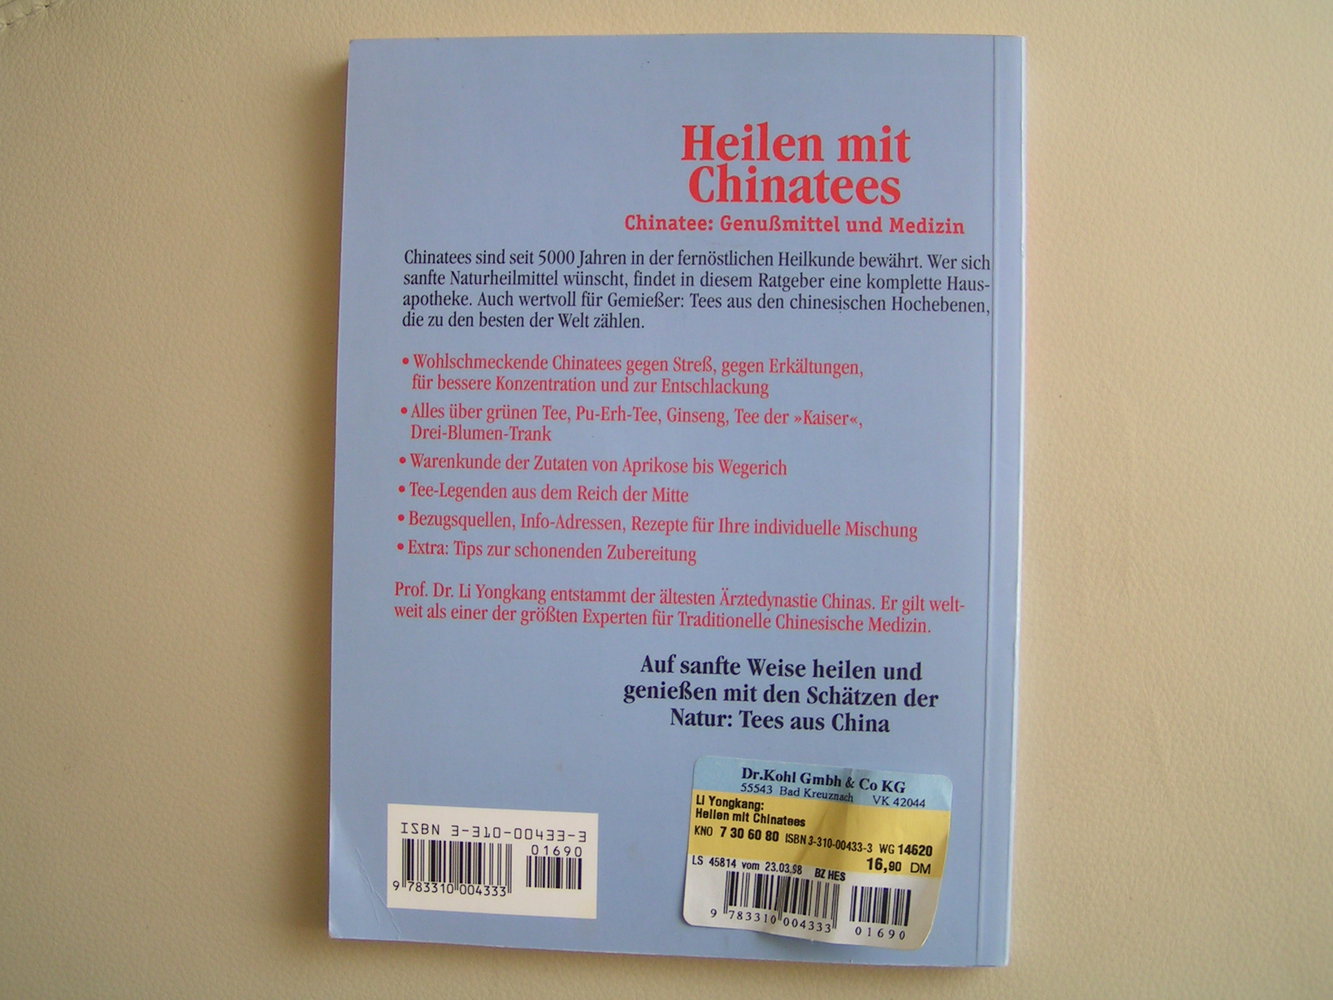 Heilen mit
Chinatees
Chinatee: Genußmittel und Medizin
Chinatees sind seit 5000 Jahren in der fernöstlichen Heilkunde bewährt. Wer sich
sanfte Naturheilmittel wünscht, findet in diesem Ratgeber eine komplette Haus-
apotheke. Auch wertvoll für Gemießer: Tees aus den chinesischen Hochebenen,
die zu den besten der Welt zählen.
• Wohlschmeckende Chinatees gegen Streß, gegen Erkältungen,
für bessere Konzentration und zur Entschlackung
• Alles über grünen Tee, Pu-Erh-Tee, Ginseng, Tee der »Kaiser«,
Drei-Blumen-Trank
• Warenkunde der Zutaten von Aprikose bis Wegerich
• Tee-Legenden aus dem Reich der Mitte
• Bezugsquellen, Info-Adressen, Rezepte für Ihre individuelle Mischung
• Extra: Tips zur schonenden Zubereitung
Prof. Dr. Li Yongkang entstammt der ältesten Ärztedynastie Chinas. Er gilt welt-
weit als einer der größten Experten für Traditionelle Chinesische Medizin.
Auf sanfte Weise heilen und
genießen mit den Schätzen der
Natur: Tees aus China
ISBN 3-310-00433-3
01690
9 783310 004333
Dr.Kohl Gmbh & Co KG
55543 Bad Kreuznach VK 42044
Li Yongkang:
Heilen mit Chinatees
KNO 7 30 60 80 ISBN 3-310-00433-3 WG 14620
16,90 DM
LS 45814 vom 23.03.98 BZ HES
9 783310 004333 01690